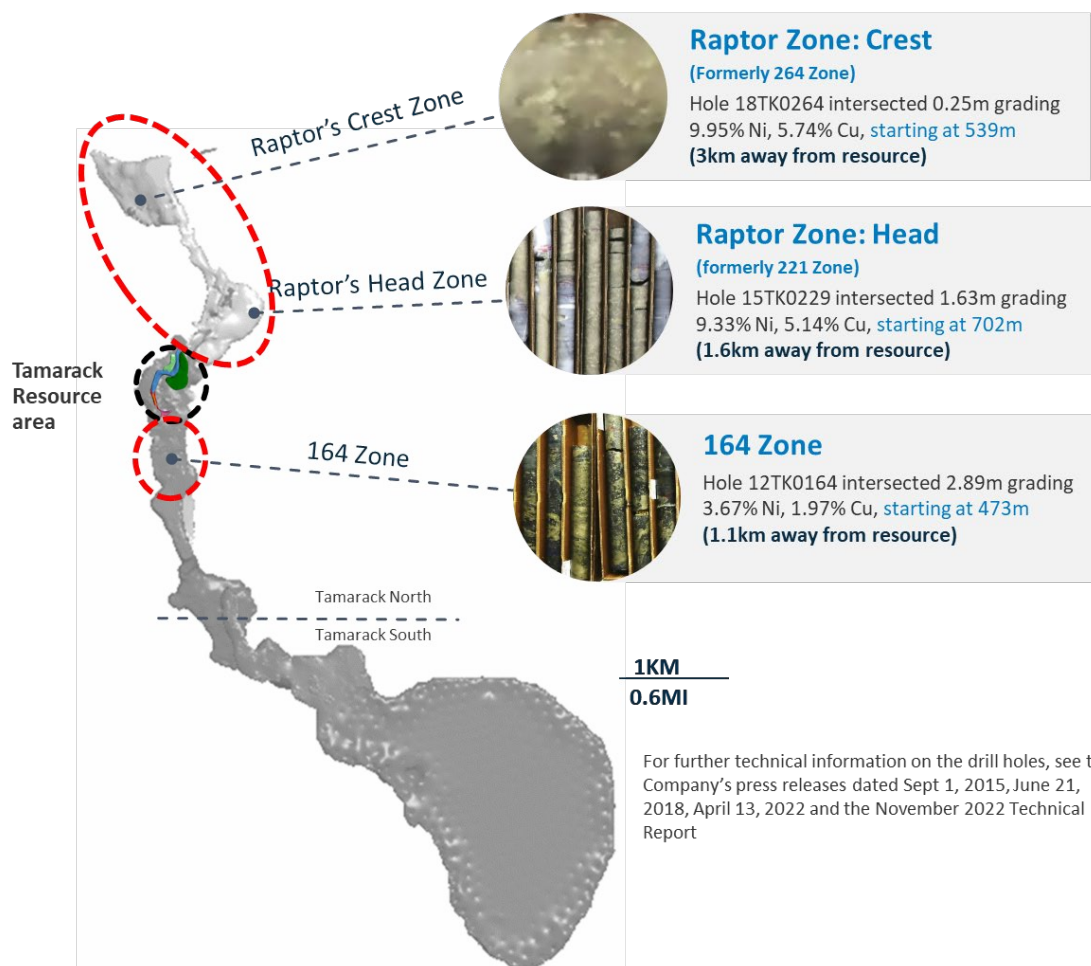 Raptor Zone: Crest
(Formerly 264 Zone)
Hole 18TK0264 intersected 0.25m grading
9.95% Ni, 5.74% Cu, starting at 539m
(3km away from resource)
Raptor's Crest Zone
Raptor Zone: Head
(formerly 221 Zone)
Hole 15TK0229 intersected 1.63m grading
9.33% Ni, 5.14% Cu, starting at 702m
(1.6km away from resource)
Raptor's Head Zone
Tamarack
Resource
area
164 Zone
164 Zone
Hole 12TK0164 intersected 2.89m grading
3.67% Ni, 1.97% Cu, starting at 473m
(1.1km away from resource)
Tamarack North
Tamarack South
1KM
0.6MI
For further technical information on the drill holes, see t
Company's press releases dated Sept 1, 2015, June 21,
2018, April 13, 2022 and the November 2022 Technical
Report